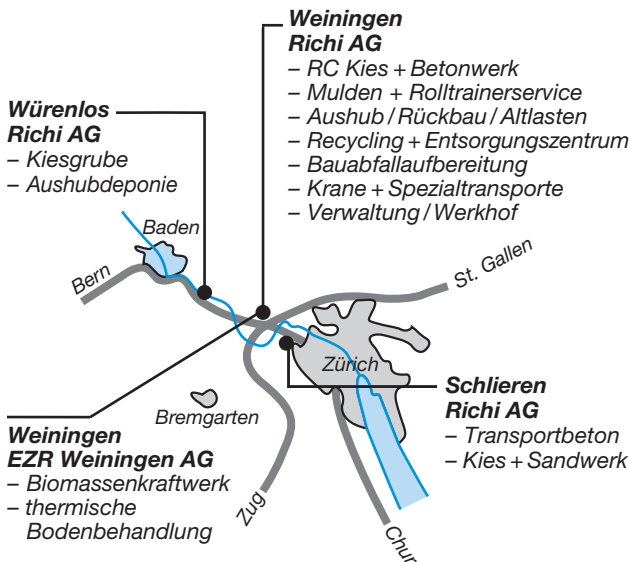 Weiningen
Richi AG
– RC Kies + Betonwerk
– Mulden + Rolltrainerservice
– Aushub / Rückbau / Altlasten
– Recycling + Entsorgungszentrum
– Bauabfallaufbereitung
– Krane + Spezialtransporte
– Verwaltung / Werkhof
Würenlos
Richi AG
– Kiesgrube
– Aushubdeponie
Baden
Bern
St. Gallen
Zürich
Bremgarten
Schlieren
Richi AG
– Transportbeton
– Kies + Sandwerk
Weiningen
EZR Weiningen AG
– Biomassenkraftwerk
– thermische
Bodenbehandlung
Zug
Chur